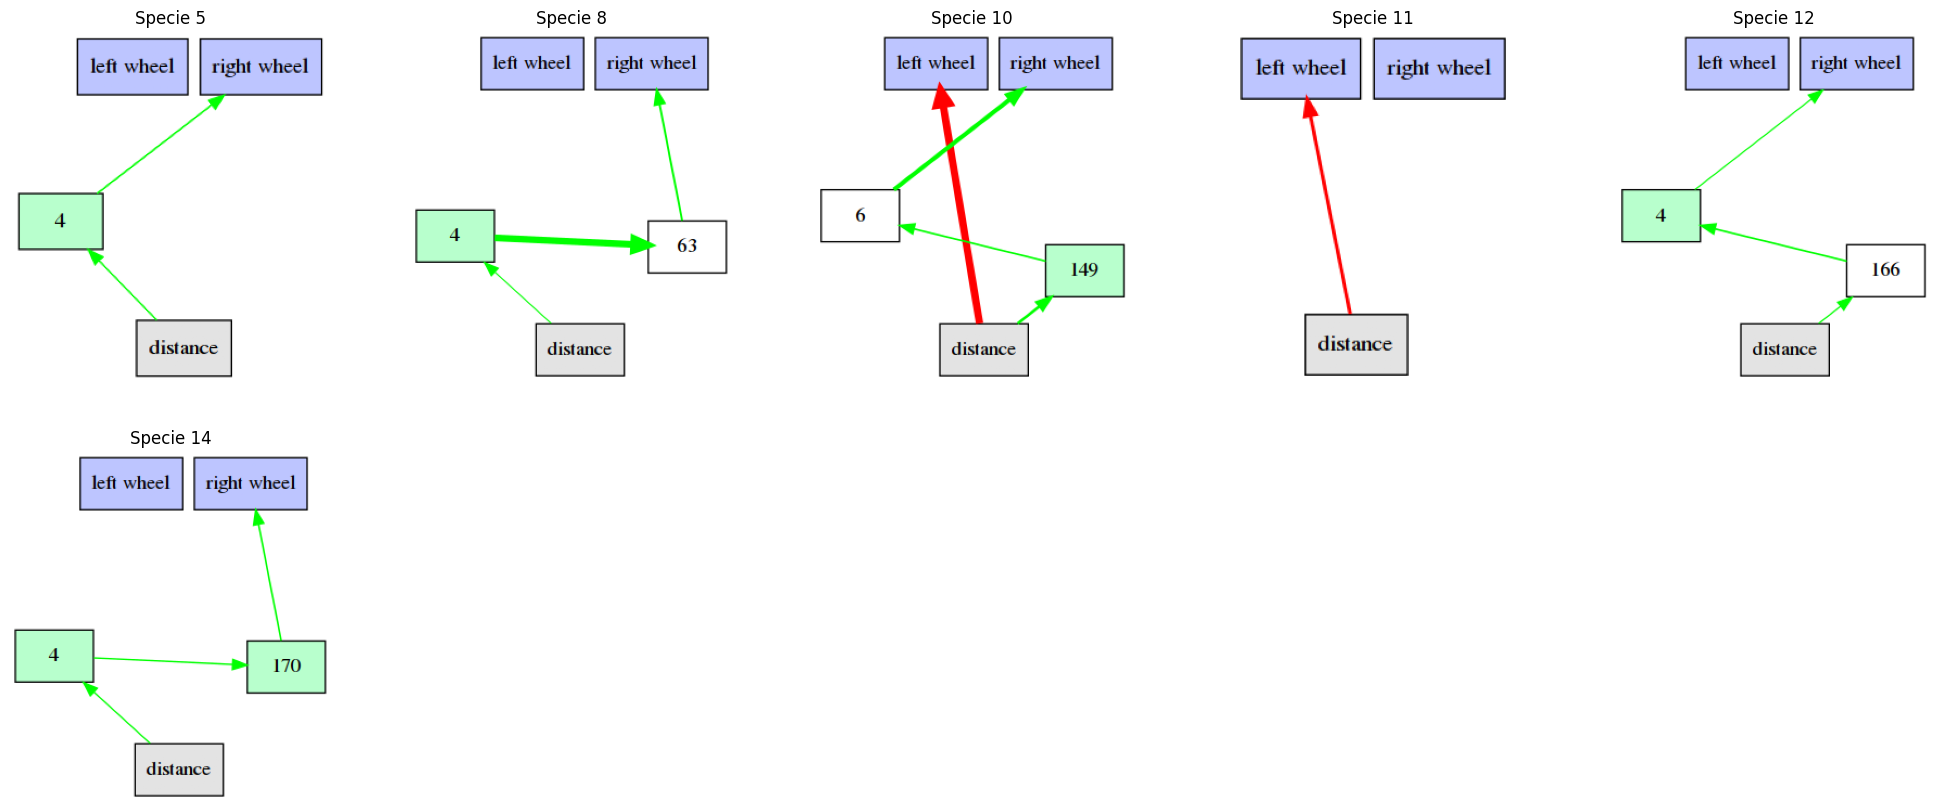 Specie 5
left wheel
right wheel
4
distance
Specie 8
left wheel
right wheel
4
63
distance
Specie 10
left wheel
right wheel
6
149
distance
Specie 11
left wheel
right wheel
distance
Specie 12
left wheel
right wheel
4
166
distance
Specie 14
left wheel
right wheel
4
170
distance